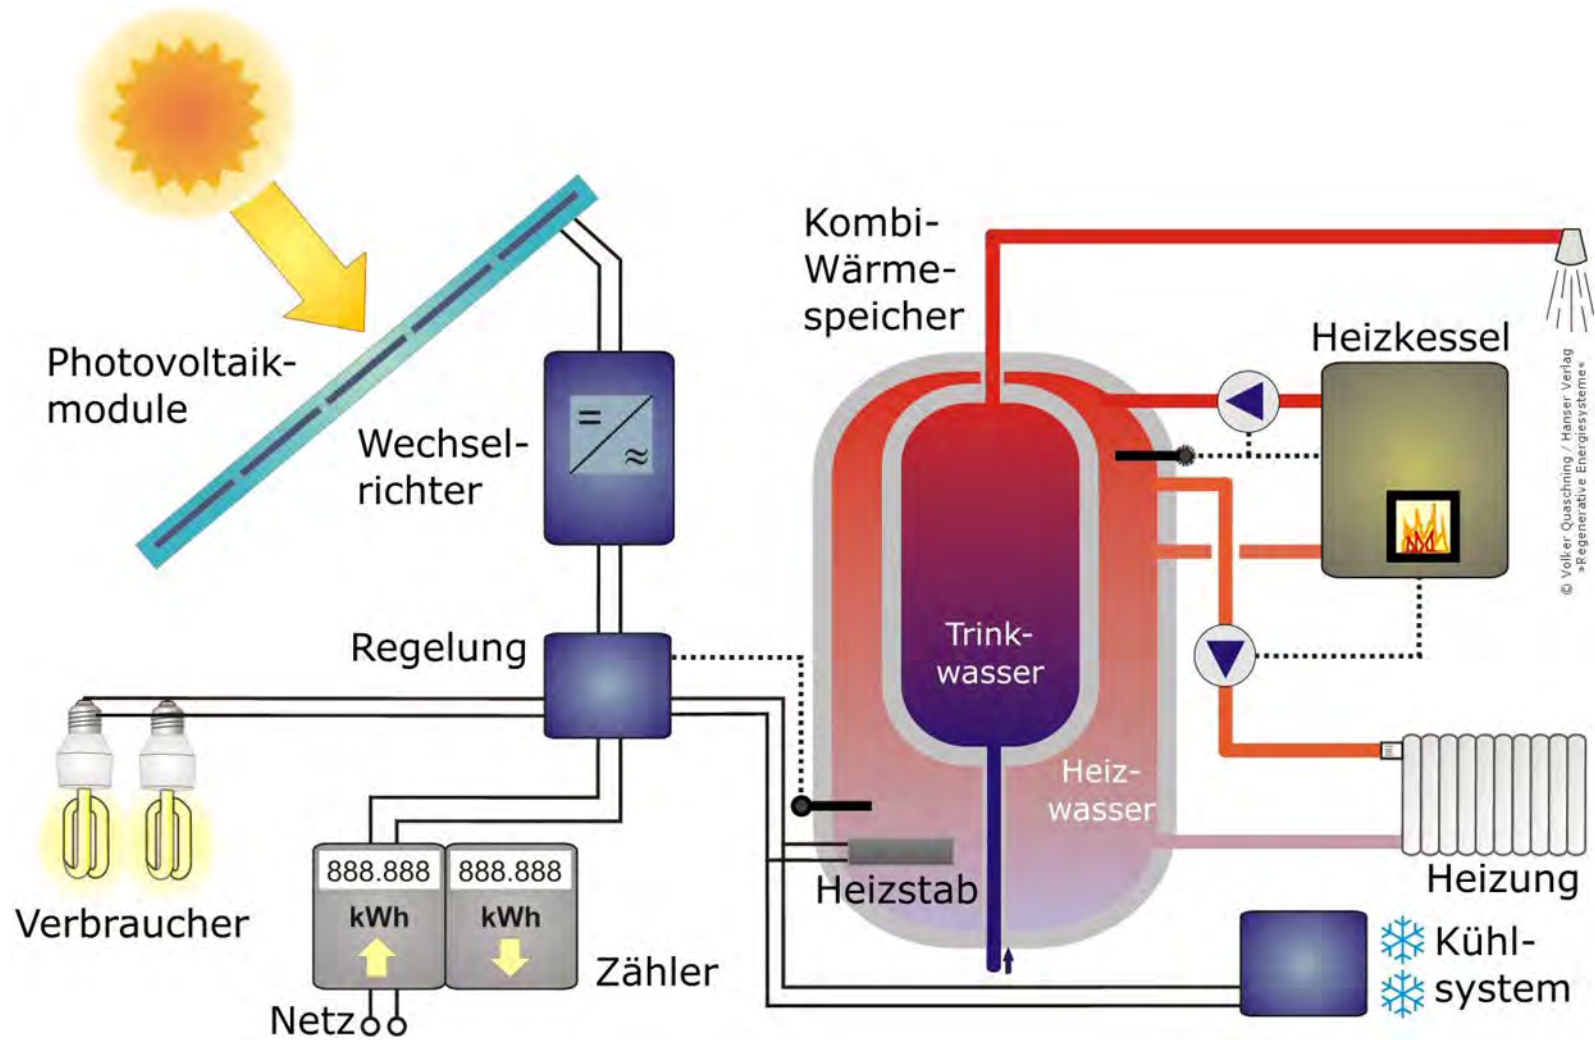 Photovoltaik-
module
Wechsel-
richter
Regelung
Verbraucher
888.888
888.888
kWh
kWh
Zähler
Netz
Kombi-
Wärme-
speicher
Trink-
wasser
Heiz-
wasser
Heizstab
Heizkessel
Heizung
Kühl-
system
© Volker Quaschning / Hanser Verlag
»Regenerative Energiesysteme«